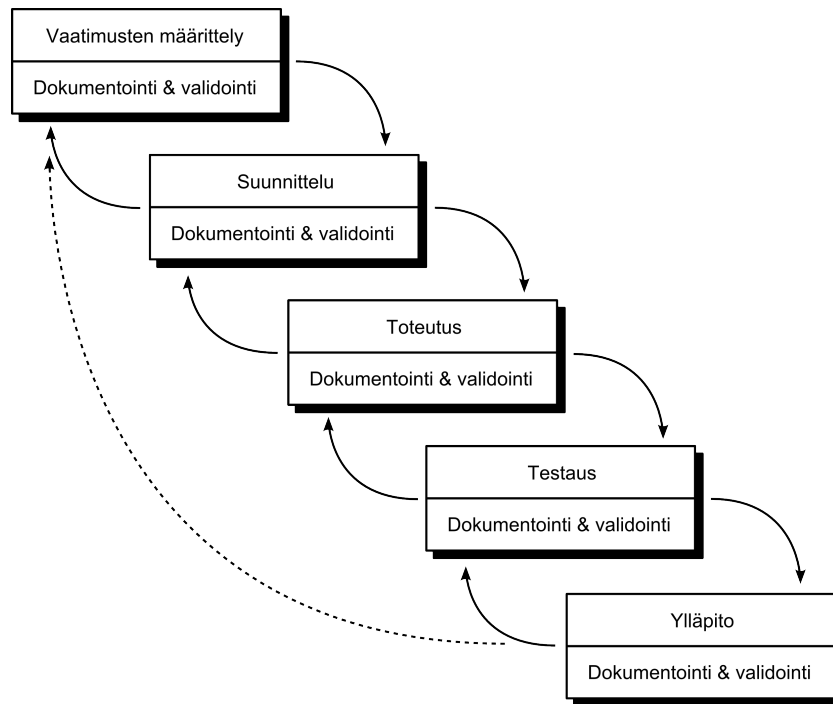 Vaatimusten määrittely
Dokumentointi & validointi
Suunnittelu
Dokumentointi & validointi
Toteutus
Dokumentointi & validointi
Testaus
Dokumentointi & validointi
Ylläpito
Dokumentointi & validointi